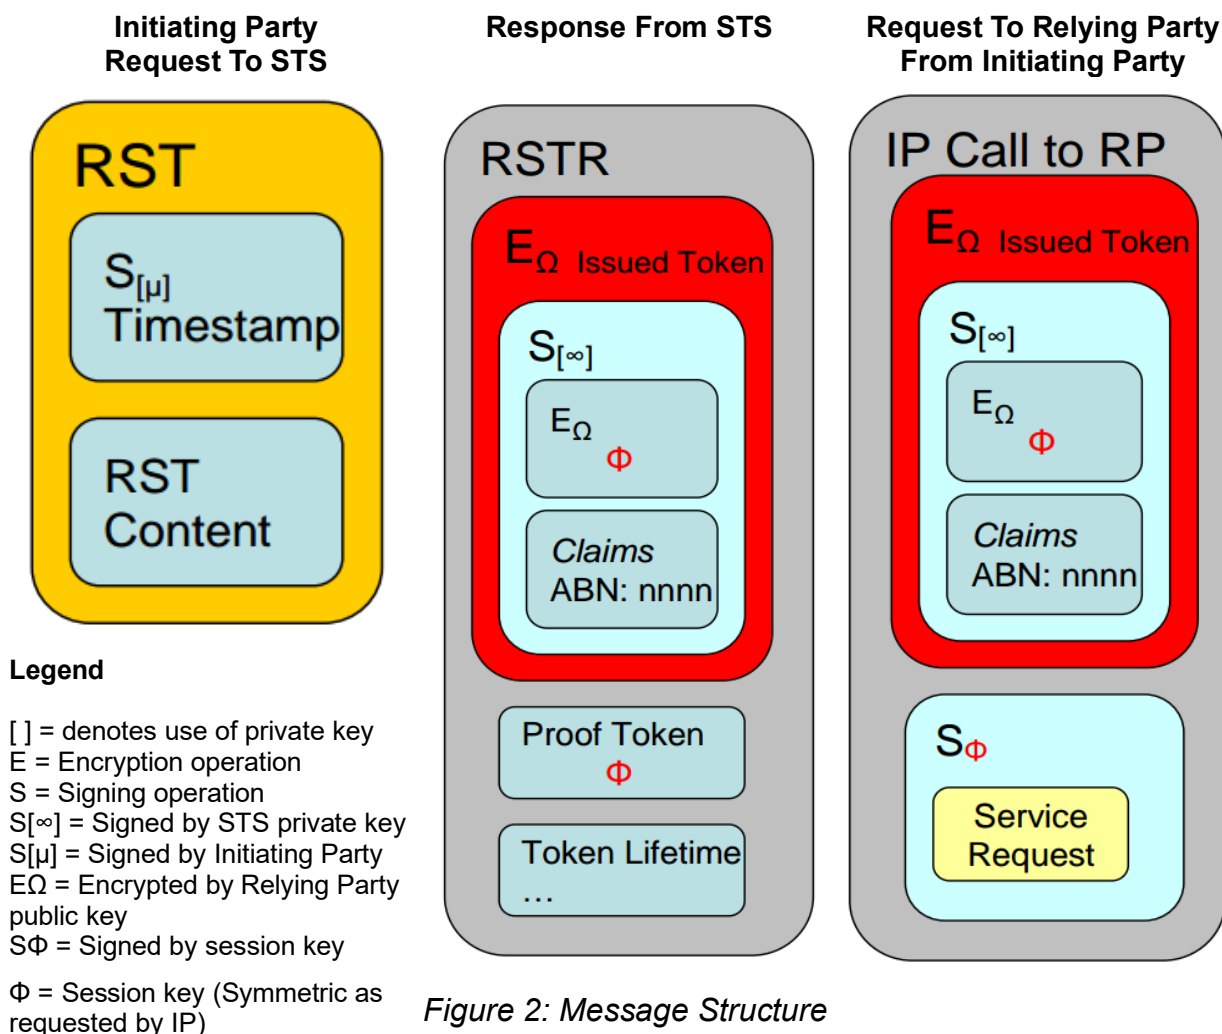 Initiating Party
Request To STS
RST
S[μ]
Timestamp
RST
Content
Legend
[ ] = denotes use of private key
E = Encryption operation
S = Signing operation
S[∞] = Signed by STS private key
S[μ] = Signed by Initiating Party
EΩ = Encrypted by Relying Party
public key
SΦ = Signed by session key
Φ = Session key (Symmetric as
requested by IP)
Response From STS
RSTR
EΩ Issued Token
S[∞]
EΩ
Φ
Claims
ABN: nnnn
Proof Token
Φ
Token Lifetime
...
Request To Relying Party
From Initiating Party
IP Call to RP
EΩ Issued Token
S[∞]
EΩ
Φ
Claims
ABN: nnnn
SΦ
Service
Request
Figure 2: Message Structure